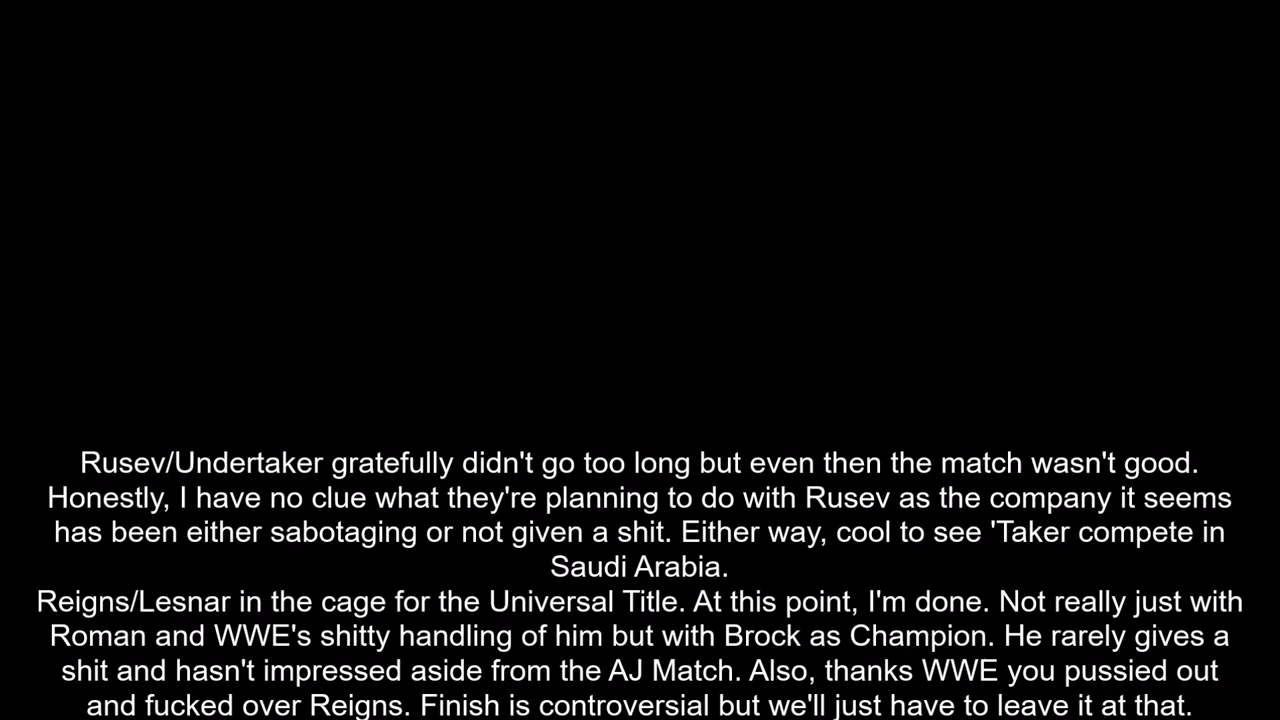 Rusev/Undertaker gratefully didn't go too long but even then the match wasn't good.
Honestly, I have no clue what they're planning to do with Rusev as the company it seems
has been either sabotaging or not given a shit. Either way, cool to see 'Taker compete in
Saudi Arabia.
Reigns/Lesnar in the cage for the Universal Title. At this point, I'm done. Not really just with
Roman and WWE's shitty handling of him but with Brock as Champion. He rarely gives a
shit and hasn't impressed aside from the AJ Match. Also, thanks WWE you pussied out
and fucked over Reigns. Finish is controversial but we'll just have to leave it at that.